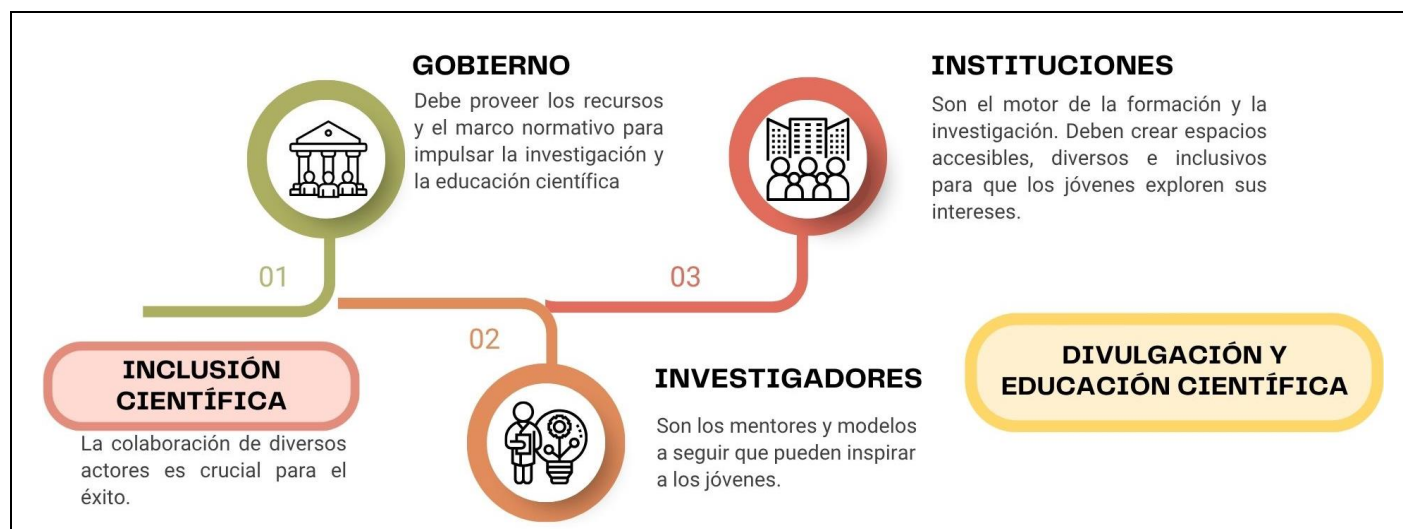 GOBIERNO
Debe proveer los recursos
y el marco normativo para
impulsar la investigación y
la educación científica
INSTITUCIONES
Son el motor de la formación y la
investigación. Deben crear espacios
accesibles, diversos e inclusivos
para que los jóvenes exploren sus
intereses.
01
03
02
INCLUSIÓN
CIENTÍFICA
La colaboración de diversos
actores es crucial para el
éxito.
INVESTIGADORES
Son los mentores y modelos
a seguir que pueden inspirar
a los jóvenes.
DIVULGACIÓN Y
EDUCACIÓN CIENTÍFICA